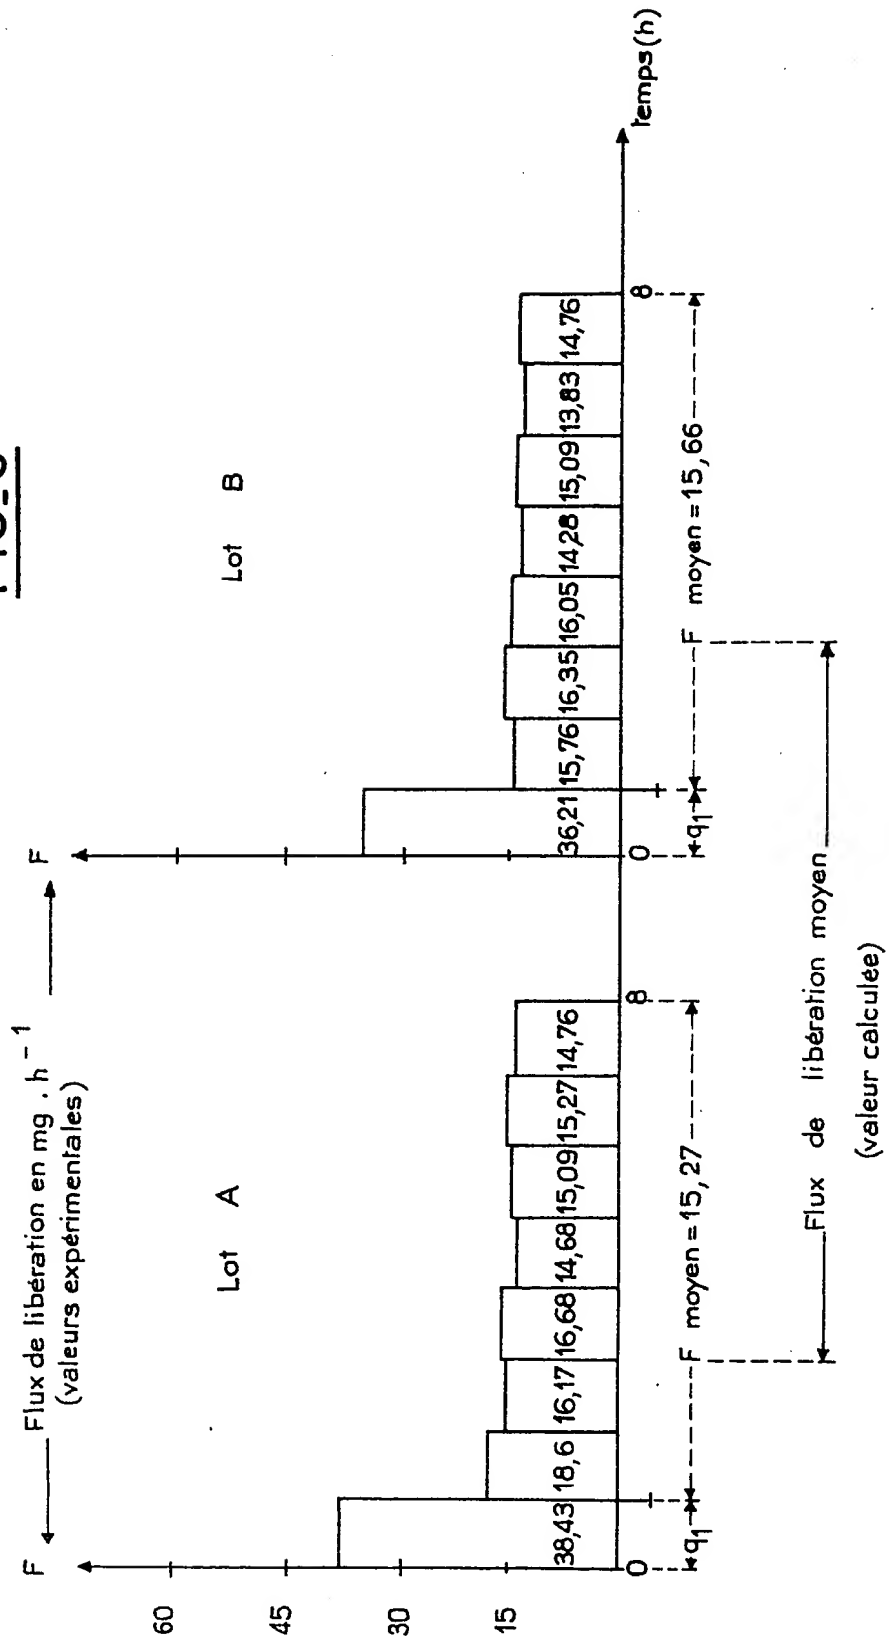 F
Flux de libération en mg . h⁻¹
(valeurs expérimentales)
F
60
45
30
15
Lot A
Lot B
38,43 18,6 16,17 16,68 14,68 15,09 15,27 14,76
36,21 15,76 16,35 16,05 14,28 15,09 13,83 14,76
0
8
0
8
temps(h)
q₁
F moyen = 15,27
q₁
F moyen = 15,66
Flux de libération moyen
(valeur calculée)